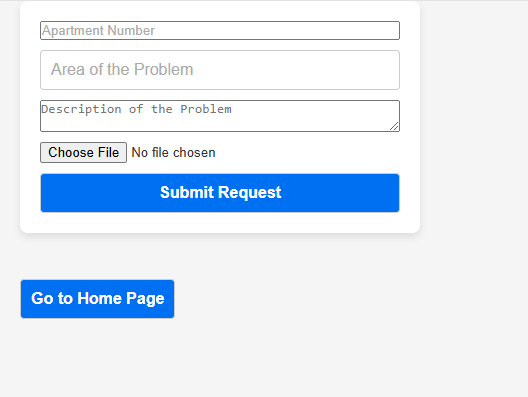 Apartment Number
Area of the Problem
Description of the Problem
Choose File No file chosen
Submit Request
Go to Home Page